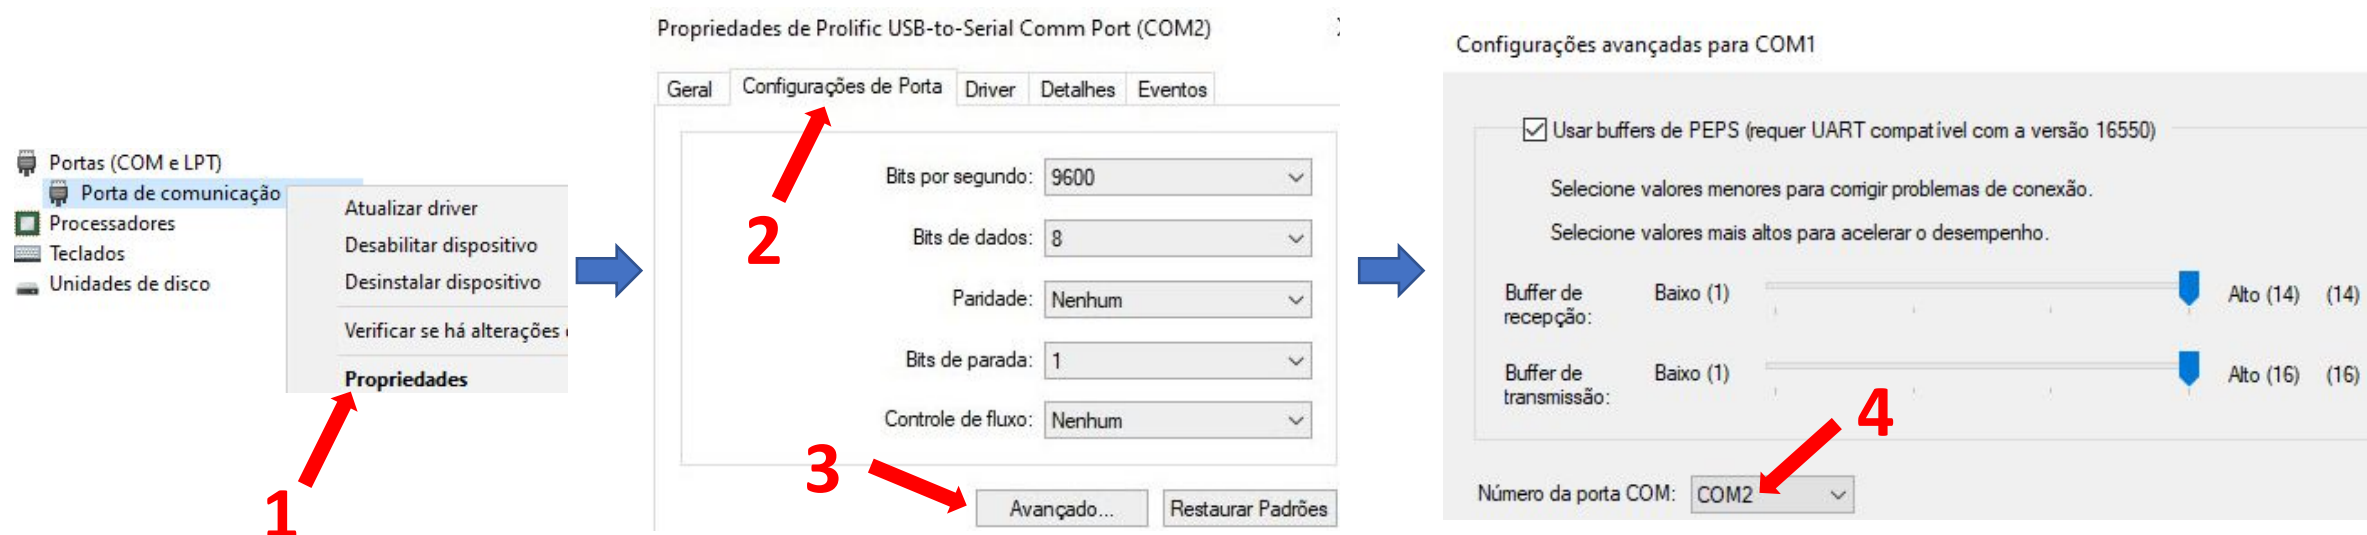 Portas (COM e LPT)
Porta de comunicação
Processadores
Teclados
Unidades de disco
Atualizar driver
Desabilitar dispositivo
Desinstalar dispositivo
Verificar se há alterações
Propriedades
1
Propriedades de Prolific USB-to-Serial Comm Port (COM2)
Geral Configurações de Porta Driver Detalhes Eventos
2
Bits por segundo: 9600
Bits de dados: 8
Paridade: Nenhum
Bits de parada: 1
Controle de fluxo: Nenhum
3
Avançado... Restaurar Padrões
Configurações avançadas para COM1
Usar buffers de PEPS (requer UART compatível com a versão 16550)
Selecione valores menores para corrigir problemas de conexão.
Selecione valores mais altos para acelerar o desempenho.
Buffer de recepção: Baixo (1) Alto (14) (14)
Buffer de transmissão: Baixo (1) Alto (16) (16)
4
Número da porta COM: COM2